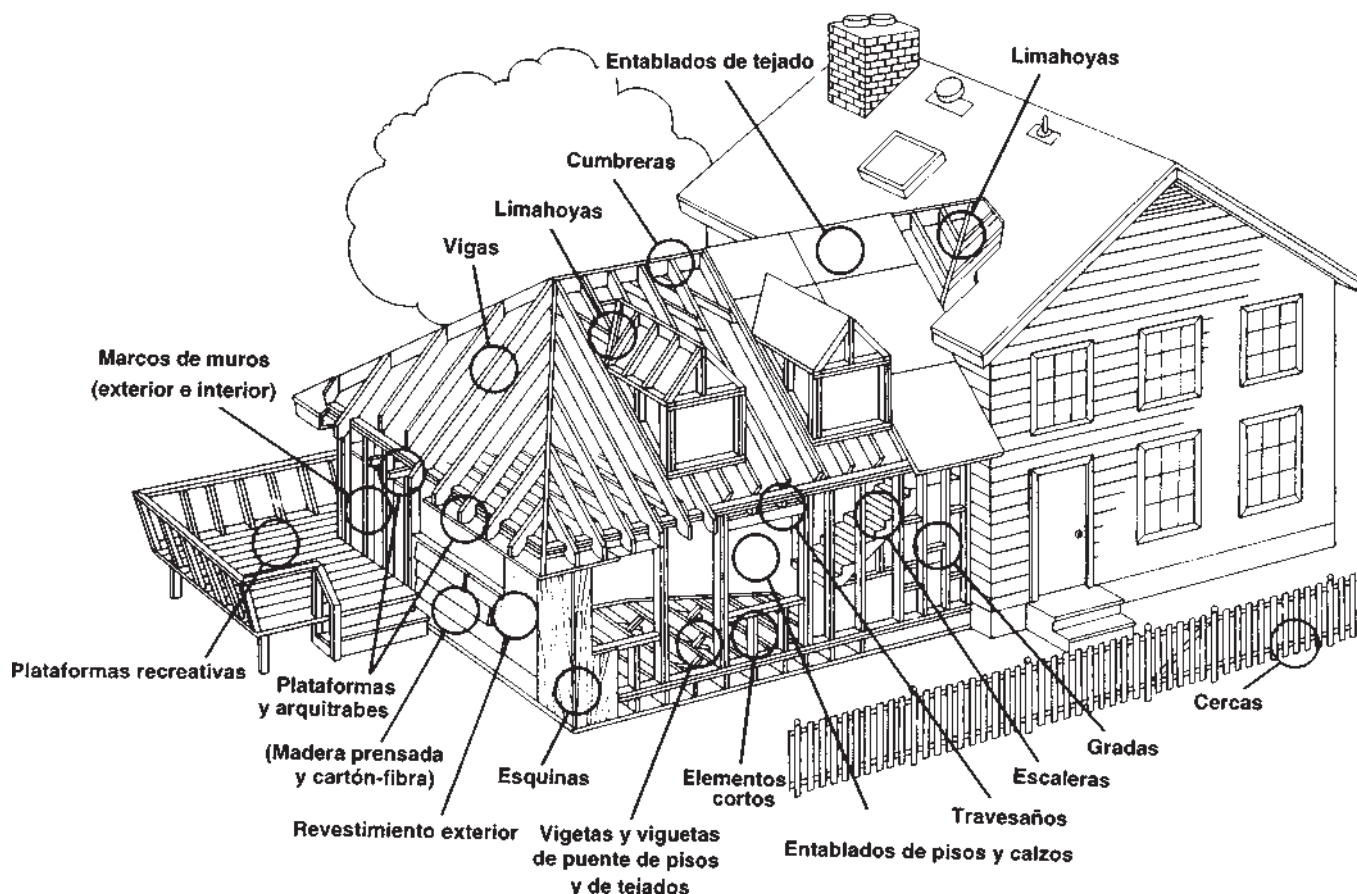 Entablados de tejado
Limahoyas
Cumbreras
Limahoyas
Vigas
Marcos de muros
(exterior e interior)
Plataformas recreativas
Plataformas
y arquitrabes
(Madera prensada
y cartón-fibra)
Revestimiento exterior
Esquinas
Vigetas y viguetas
de puente de pisos
y de tejados
Elementos
cortos
Entablados de pisos y calzos
Travesaños
Escaleras
Gradas
Cercas